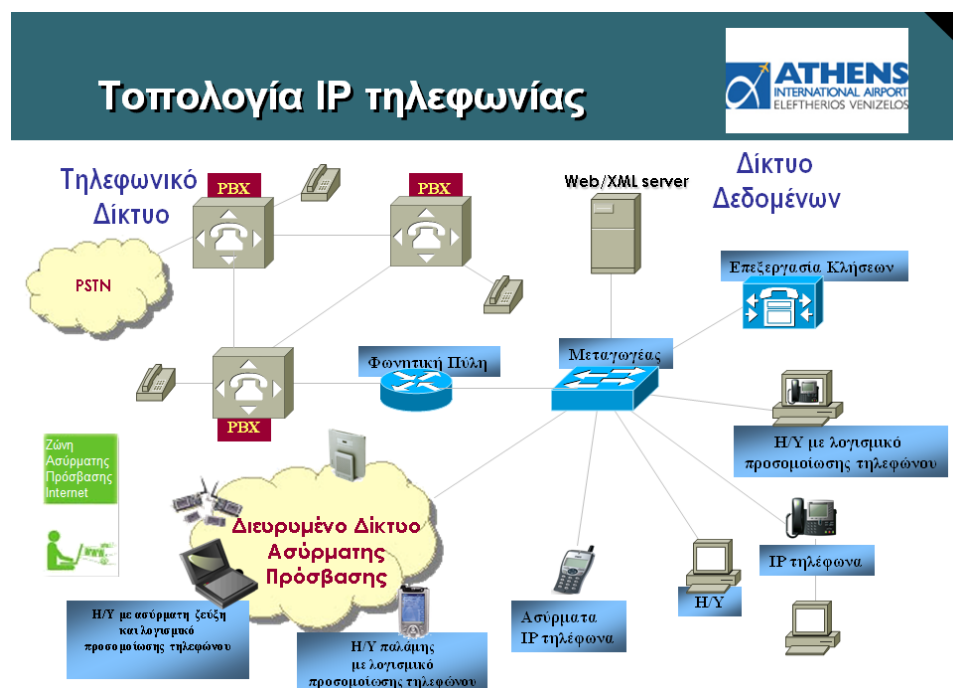 Τοπολογία IP τηλεφωνίας
ATHENS
INTERNATIONAL AIRPORT
ELEFTHERIOS VENIZELOS
Τηλεφωνικό
Δίκτυο
PBX
PBX
Web/XML server
Δίκτυο
Δεδομένων
PSTN
Επεξεργασία Κλήσεων
Φωνητική Πύλη
Μεταγωγέας
PBX
Ζώνη
Ασύρματης
Πρόσβασης
Internet
Η/Υ με λογισμικό
προσομοίωσης τηλεφώνου
Διευρυμένο Δίκτυο
Ασύρματης
Πρόσβασης
IP τηλέφωνα
Η/Υ
Η/Υ με ασύρματη ζεύξη
και λογισμικό
προσομοίωσης τηλεφώνου
Ασύρματα
IP τηλέφωνα
Η/Υ παλάμης
με λογισμικό
προσομοίωσης τηλεφώνου